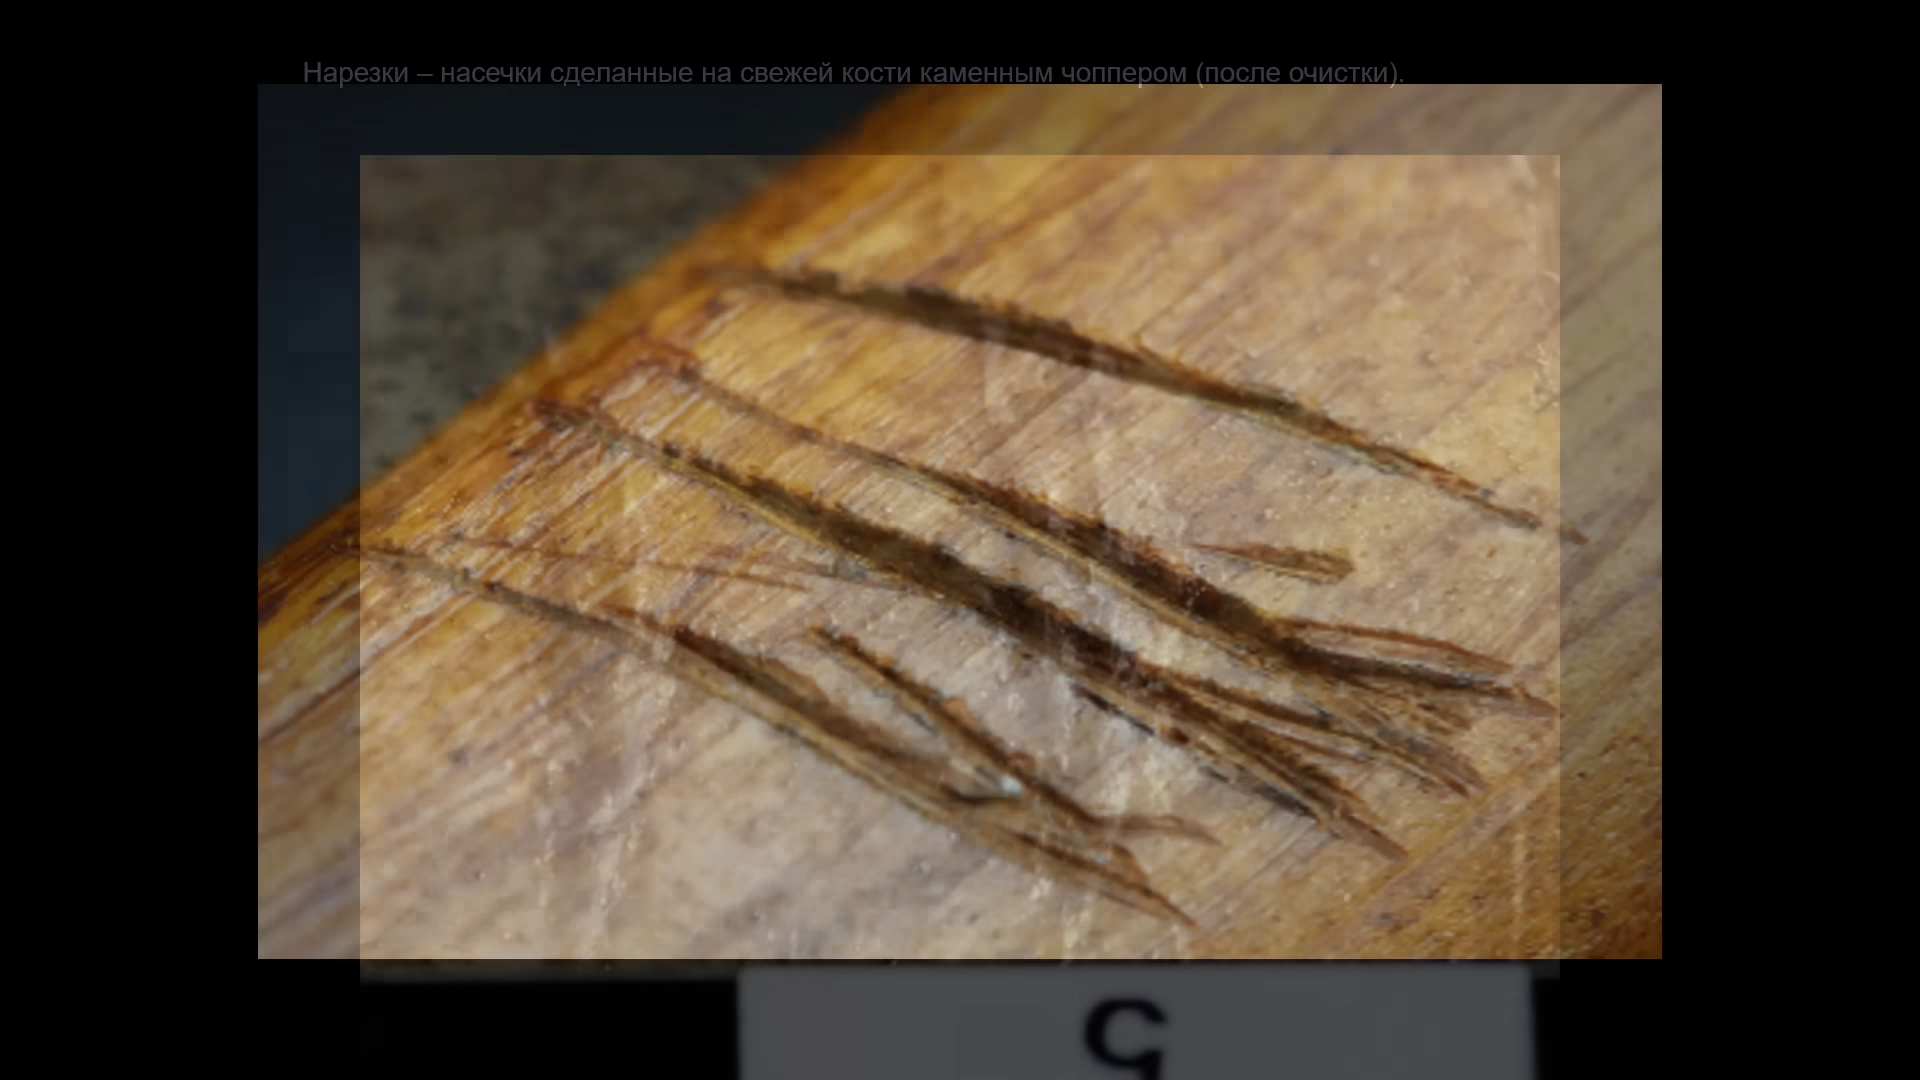 Нарезки – насечки сделанные на свежей кости каменным чоппером (после очистки).